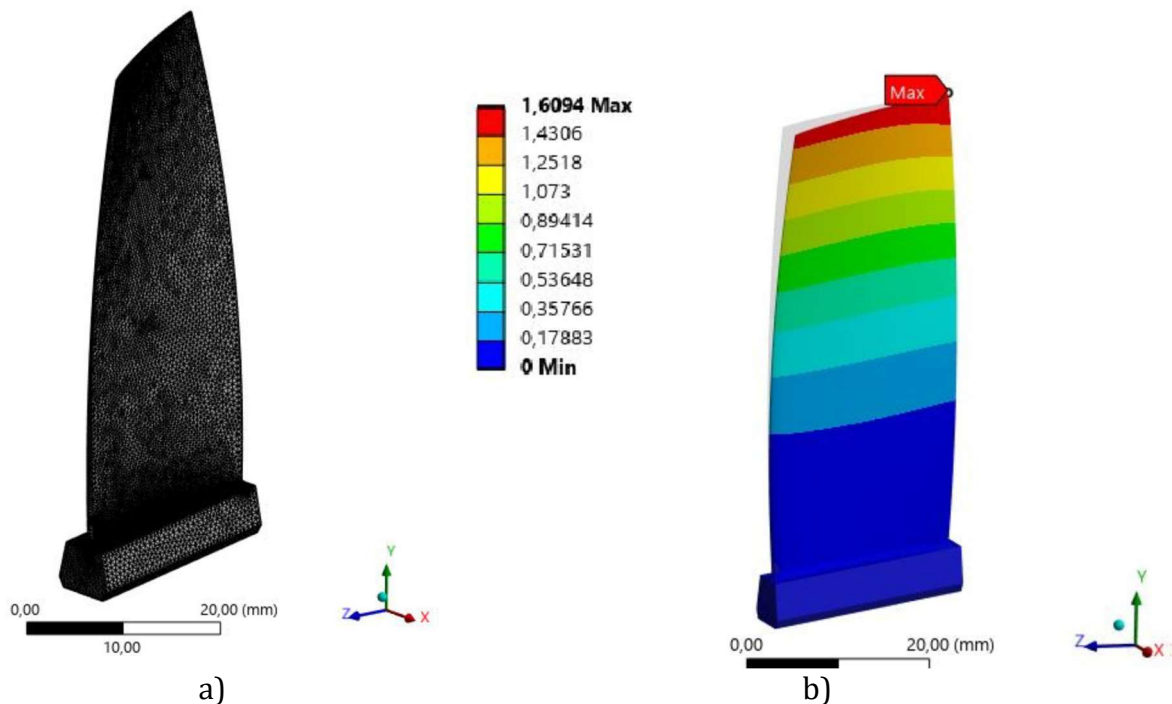 1,6094 Max
1,4306
1,2518
1,073
0,89414
0,71531
0,53648
0,35766
0,17883
0 Min
Max
Y
Z
X
0,00
20,00 (mm)
10,00
Y
Z
X
0,00
20,00 (mm)
a)
b)